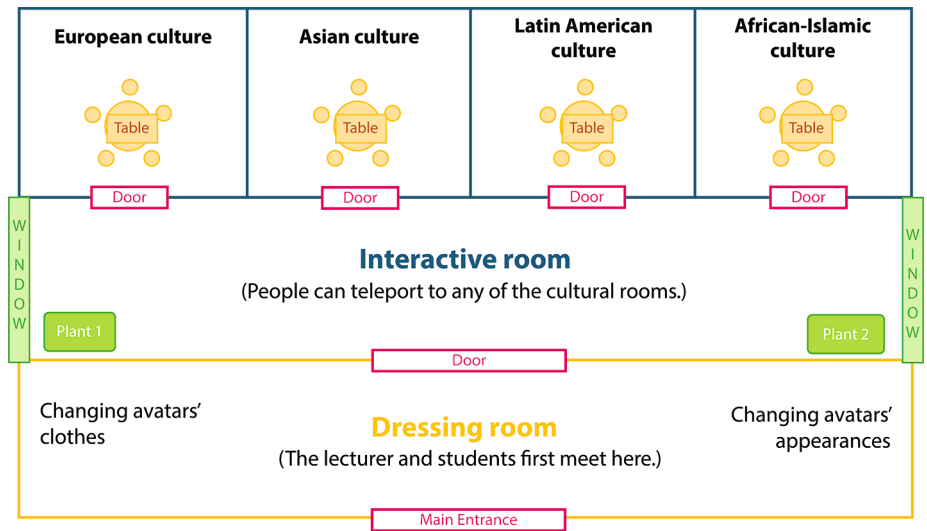 European culture
Asian culture
Latin American
culture
African-Islamic
culture
Table
Table
Table
Table
Door
Door
Door
Door
WINDOW
WINDOW
Interactive room
(People can teleport to any of the cultural rooms.)
Plant 1
Plant 2
Door
Changing avatars’
clothes
Dressing room
(The lecturer and students first meet here.)
Changing avatars’
appearances
Main Entrance